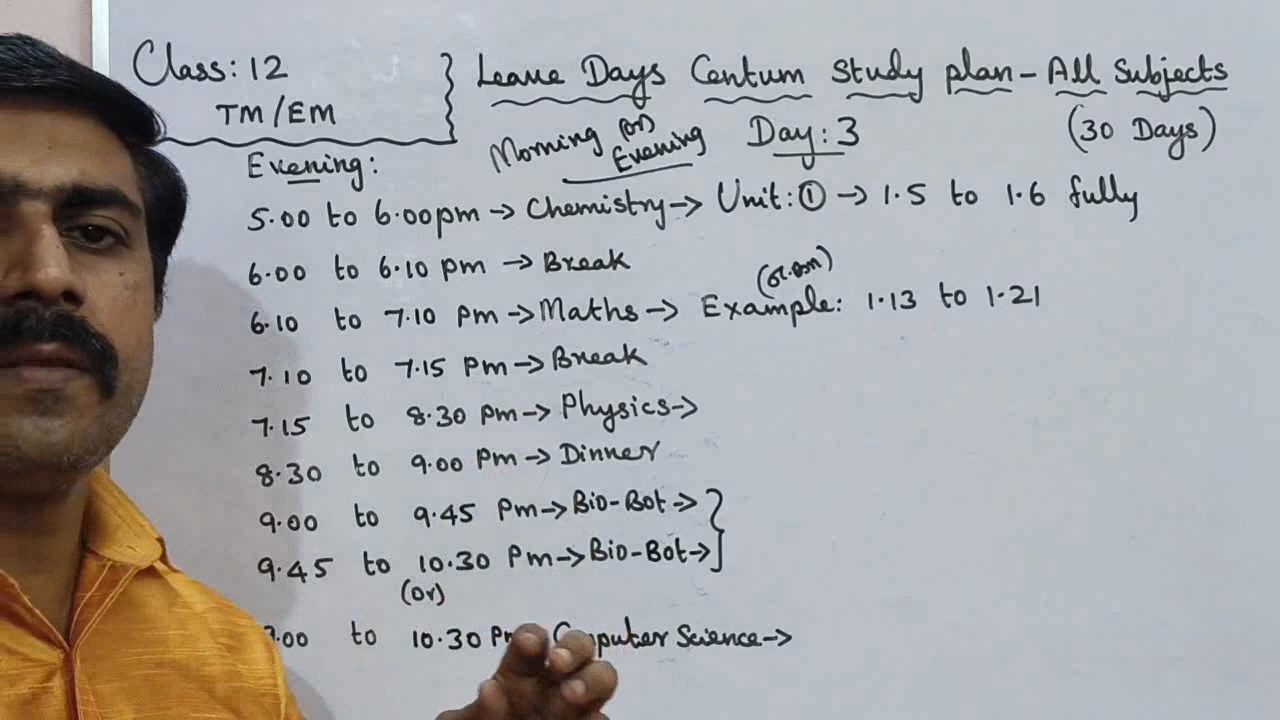 Class: 12
TM/EM
Leave Days Centum Study plan - All Subjects
(30 Days)
Morning (or) Evening
Day: 3
Evening:
5.00 to 6.00pm → Chemistry → Unit: ① → 1.5 to 1.6 fully
6.00 to 6.10 pm → Break
6.10 to 7.10 pm → Maths → Example: 1.13 to 1.21
7.10 to 7.15 Pm → Break
7.15 to 8.30 Pm → Physics →
8.30 to 9.00 Pm → Dinner
9.00 to 9.45 Pm → Bio-Bot →
9.45 to 10.30 Pm → Bio-Bot →
(or)
.00 to 10.30 Pm Computer Science →